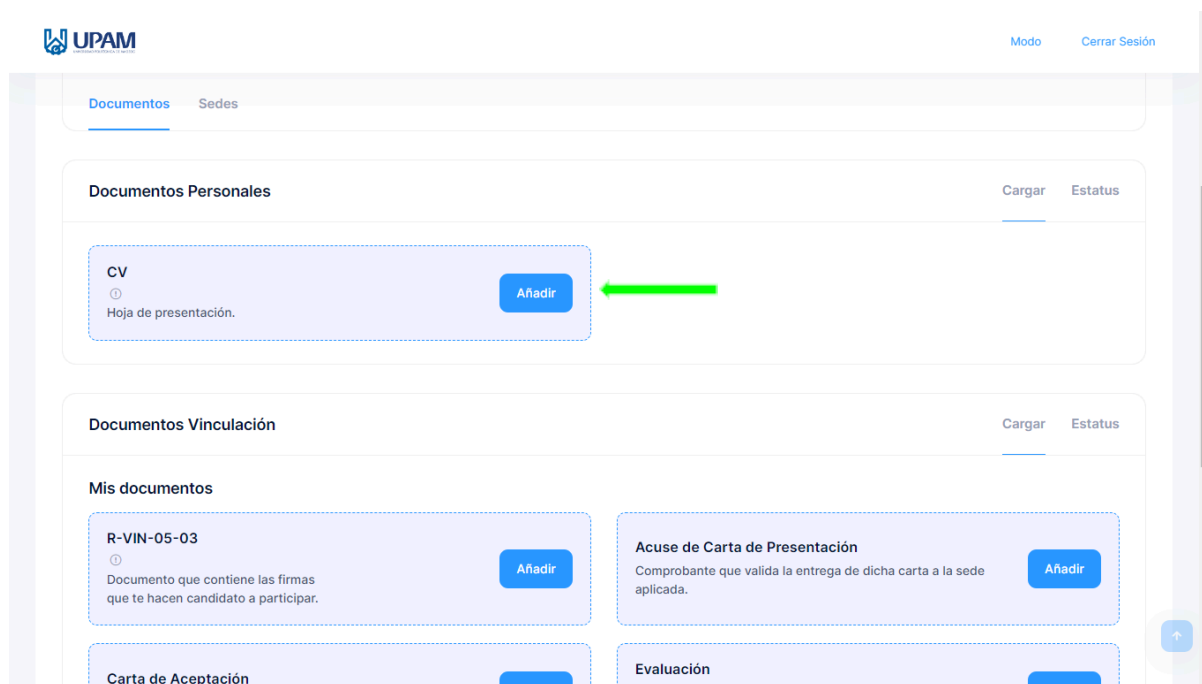 UPAM
Modo
Cerrar Sesión
Documentos
Sedes
Documentos Personales
Cargar
Estatus
CV
Hoja de presentación.
Añadir
Documentos Vinculación
Cargar
Estatus
Mis documentos
R-VIN-05-03
Documento que contiene las firmas
que te hacen candidato a participar.
Añadir
Acuse de Carta de Presentación
Comprobante que valida la entrega de dicha carta a la sede
aplicada.
Añadir
Carta de Aceptación
Evaluación